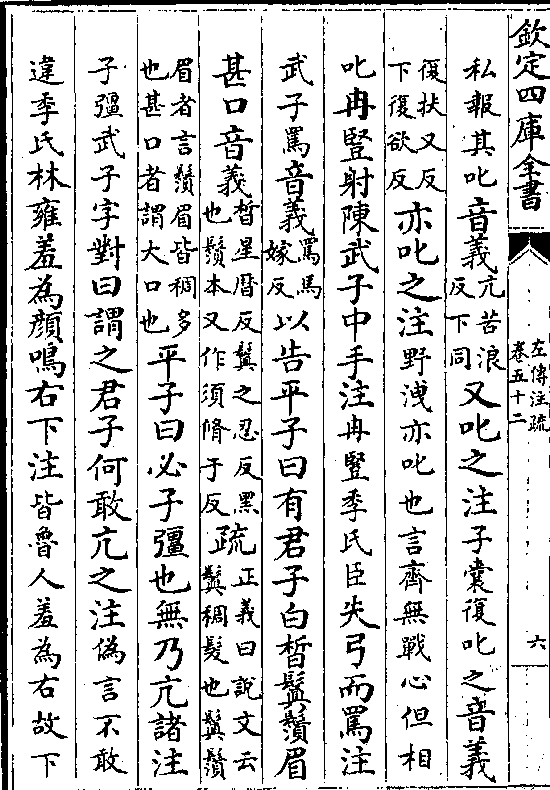 欽定四庫全書
左傳注疏
卷五十二
六
私報其叱音義亢苦浪反下同又叱之注子囊復叱之音義
復扶又反下復欲反亦叱之注野洩亦叱也言齊無戰心但相
叱冉豎射陳武子中手注冉豎季氏臣失弓而罵注
武子罵音義罵馬嫁反以告平子曰有君子白晳鬒鬚眉
甚口音義晳星厯反鬒之忍反黑也鬚本又作須脩于反疏正義曰說文云鬒稠髮也鬒鬚
眉者言鬚眉皆稠多也甚口者謂大口也平子曰必子彊也無乃亢諸注
子彊武子字對曰謂之君子何敢亢之注偽言不敢
違季氏林雍羞為顏鳴右下注皆魯人羞為右故下